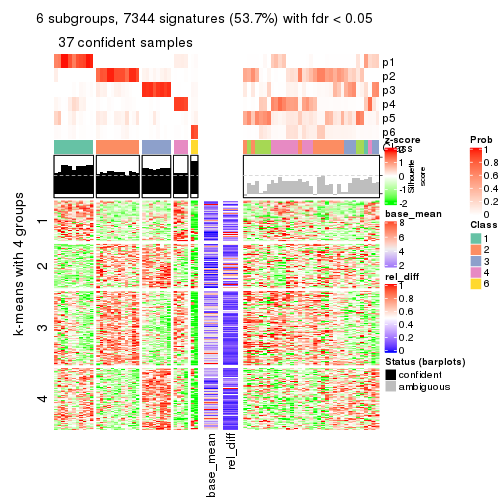 6 subgroups, 7344 signatures (53.7%) with fdr < 0.05
37 confident samples
p1
p2
p3
p4
p5
p6
Class
Silhouette score
k-means with 4 groups
1
2
3
4
base_mean
rel_diff
z-score
2
1
0
-1
-2
base_mean
8
6
4
2
rel_diff
1
0.8
0.6
0.4
0.2
0
Status (barplots)
confident
ambiguous
Prob
1
0.8
0.6
0.4
0.2
0
Class
1
2
3
4
6